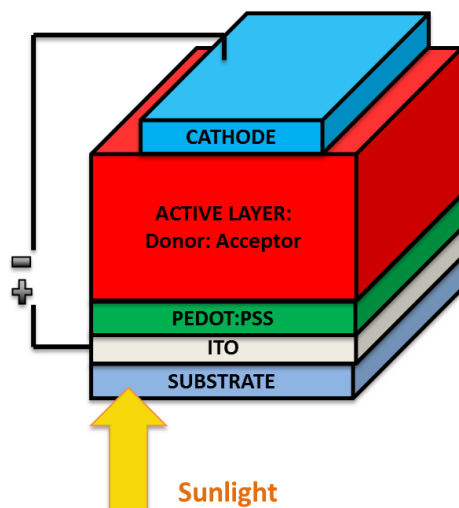 CATHODE
ACTIVE LAYER:
Donor: Acceptor
PEDOT:PSS
ITO
SUBSTRATE
Sunlight